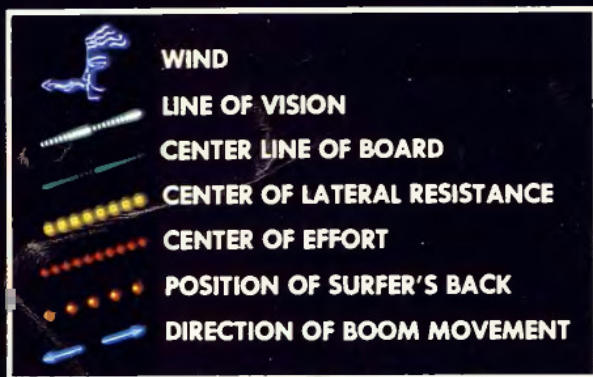 WIND
LINE OF VISION
CENTER LINE OF BOARD
CENTER OF LATERAL RESISTANCE
CENTER OF EFFORT
POSITION OF SURFER'S BACK
DIRECTION OF BOOM MOVEMENT